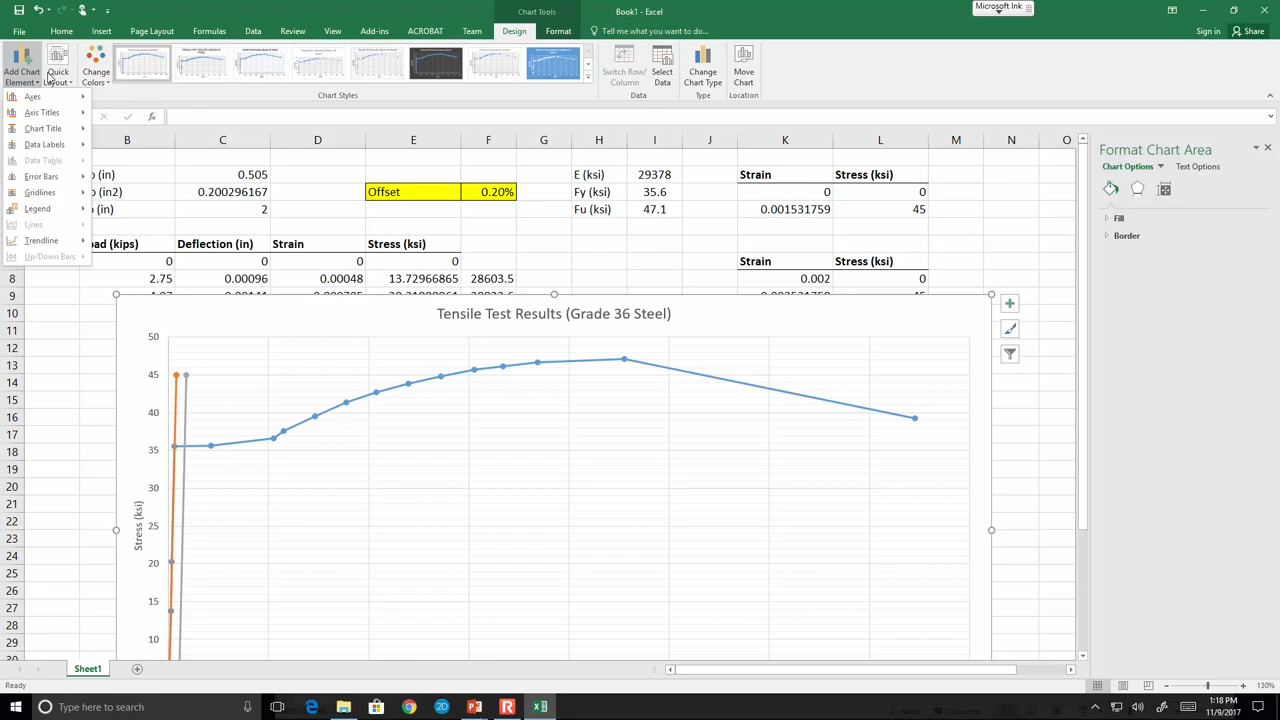 Chart Tools
Book1 - Excel
Microsoft Ink
File
Home
Insert
Page Layout
Formulas
Data
Review
View
Add-ins
ACROBAT
Team
Design
Format
Tell me what you want to do...
Sign in
Share
Add Chart Element
Quick Layout
Change Colors
Switch Row/ Column
Select Data
Change Chart Type
Move Chart
Chart Styles
Data
Type
Location
Axes
Axis Titles
Chart Title
Data Labels
Data Table
Error Bars
Gridlines
Legend
Lines
Trendline
Up/Down Bars
fx
B C D E F G H I J K L M N O
(in) 0.505 E (ksi) 29378 Strain Stress (ksi)
(in2) 0.200296167 Offset 0.20% Fy (ksi) 35.6 0 0
(in) 2 Fu (ksi) 47.1 0.001531759 45
(kips) Deflection (in) Strain Stress (ksi)
0 0 0 0 Strain Stress (ksi)
8 2.75 0.00096 0.00048 13.72966865 28603.5 0.002 0
9
10
11
12
13
14
15
16
17
18
19
20
21
22
23
24
25
26
27
28
29
Tensile Test Results (Grade 36 Steel)
50
45
40
35
30
25
20
15
10
Stress (ksi)
Format Chart Area
Chart Options
Text Options
Fill
Border
Sheet1
Ready
130%
Type here to search
1:18 PM
11/9/2017